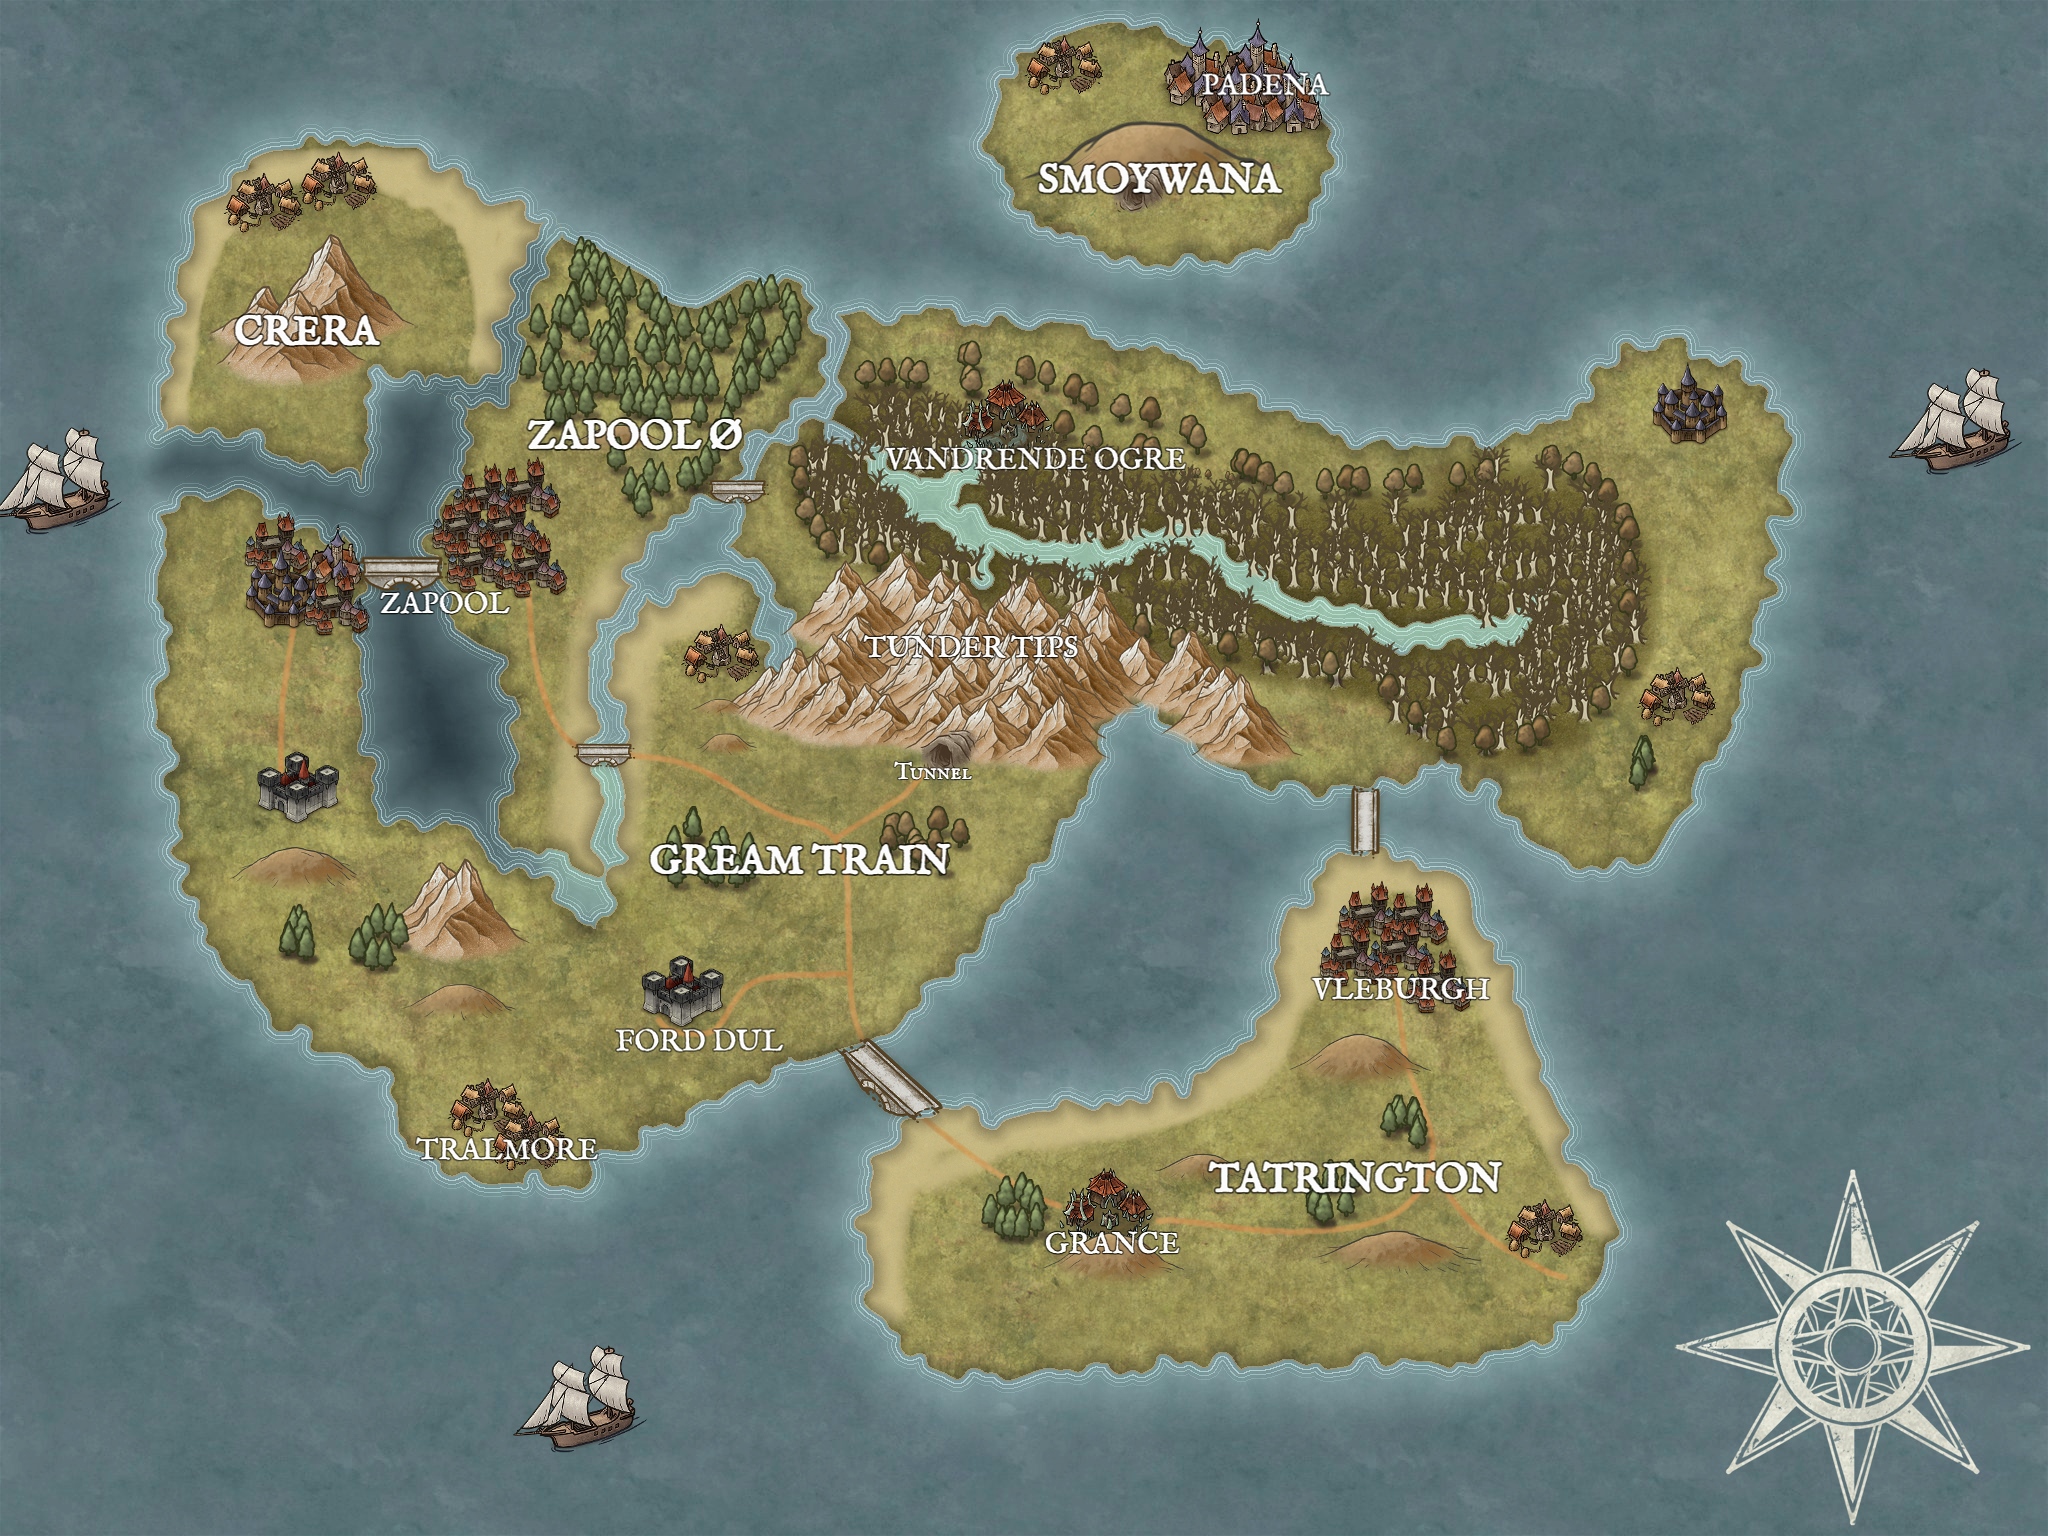 PADENA
SMOYWANA
CRERA
ZAPOOL Ø
VANDRENDE OGRE
ZAPOOL
TUNDER TIPS
TUNNEL
GREAM TRAIN
VLEBURGH
FORD DUL
TRALMORE
TATRINGTON
GRANCE